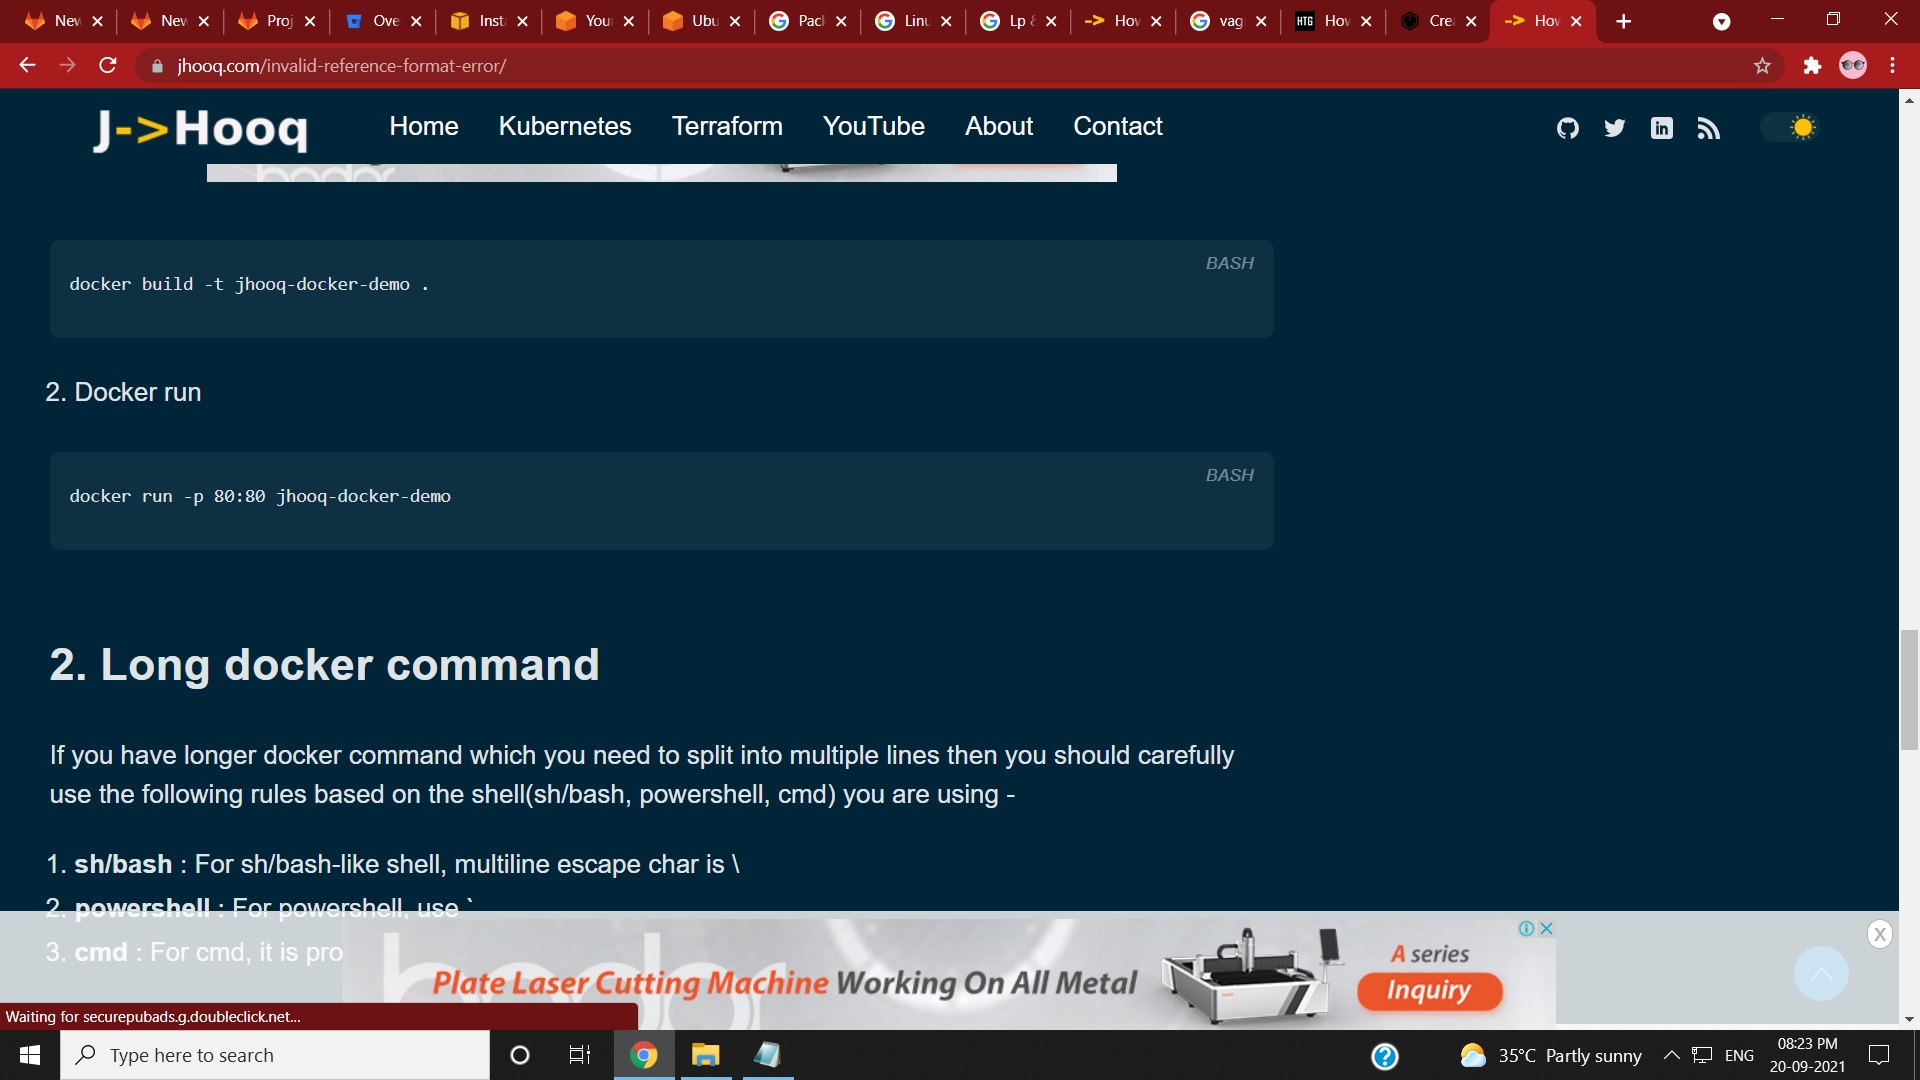 New New Proj Ove Inst You Ubu Pac Linu Lp & How vag HTG How Crea How
jhooq.com/invalid-reference-format-error/
J->Hooq Home Kubernetes Terraform YouTube About Contact
BASH
docker build -t jhooq-docker-demo .
2. Docker run
BASH
docker run -p 80:80 jhooq-docker-demo
2. Long docker command
If you have longer docker command which you need to split into multiple lines then you should carefully
use the following rules based on the shell(sh/bash, powershell, cmd) you are using -
1. sh/bash : For sh/bash-like shell, multiline escape char is \
2. powershell : For powershell, use `
3. cmd : For cmd, it is pro
Plate Laser Cutting Machine Working On All Metal
A series
Inquiry
X
Waiting for securepubads.g.doubleclick.net...
Type here to search
35°C Partly sunny
ENG
08:23 PM
20-09-2021